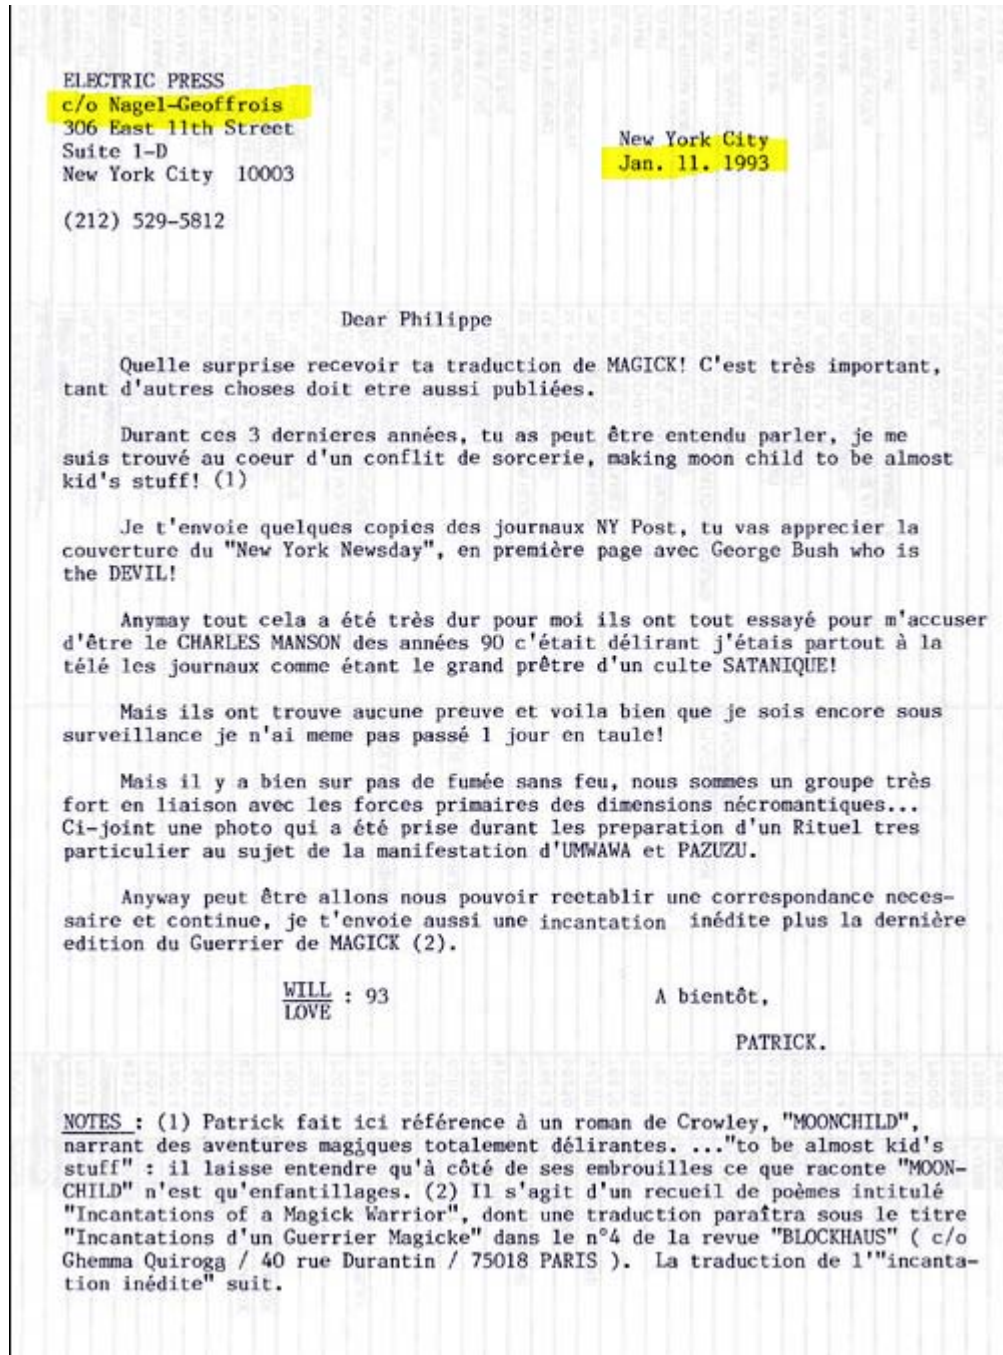 ELECTRIC PRESS
c/o Nagel-Geoffrois
306 East 11th Street
Suite 1-D
New York City 10003
(212) 529-5812
New York City
Jan. 11. 1993
Dear Philippe
Quelle surprise recevoir ta traduction de MAGICK! C'est très important,
tant d'autres choses doit etre aussi publiées.
Durant ces 3 dernieres années, tu as peut être entendu parler, je me
suis trouvé au coeur d'un conflit de sorcerie, making moon child to be almost
kid's stuff! (1)
Je t'envoie quelques copies des journaux NY Post, tu vas apprecier la
couverture du "New York Newsday", en première page avec George Bush who is
the DEVIL!
Anymay tout cela a été très dur pour moi ils ont tout essayé pour m'accuser
d'être le CHARLES MANSON des années 90 c'était délirant j'étais partout à la
télé les journaux comme étant le grand prêtre d'un culte SATANIQUE!
Mais ils ont trouve aucune preuve et voila bien que je sois encore sous
surveillance je n'ai meme pas passé 1 jour en taule!
Mais il y a bien sur pas de fumée sans feu, nous sommes un groupe très
fort en liaison avec les forces primaires des dimensions nécromantiques...
Ci-joint une photo qui a été prise durant les preparation d'un Rituel tres
particulier au sujet de la manifestation d'UMWAWA et PAZUZU.
Anyway peut être allons nous pouvoir reetablir une correspondance neces-
saire et continue, je t'envoie aussi une incantation inédite plus la dernière
edition du Guerrier de MAGICK (2).
WILL
LOVE : 93
A bientôt,
PATRICK.
NOTES : (1) Patrick fait ici référence à un roman de Crowley, "MOONCHILD",
narrant des aventures magiques totalement délirantes. ..."to be almost kid's
stuff" : il laisse entendre qu'à côté de ses embrouilles ce que raconte "MOON-
CHILD" n'est qu'enfantillages. (2) Il s'agit d'un recueil de poèmes intitulé
"Incantations of a Magick Warrior", dont une traduction paraîtra sous le titre
"Incantations d'un Guerrier Magicke" dans le n°4 de la revue "BLOCKHAUS" ( c/o
Ghemma Quiroga / 40 rue Durantin / 75018 PARIS ). La traduction de l'"incanta-
tion inédite" suit.